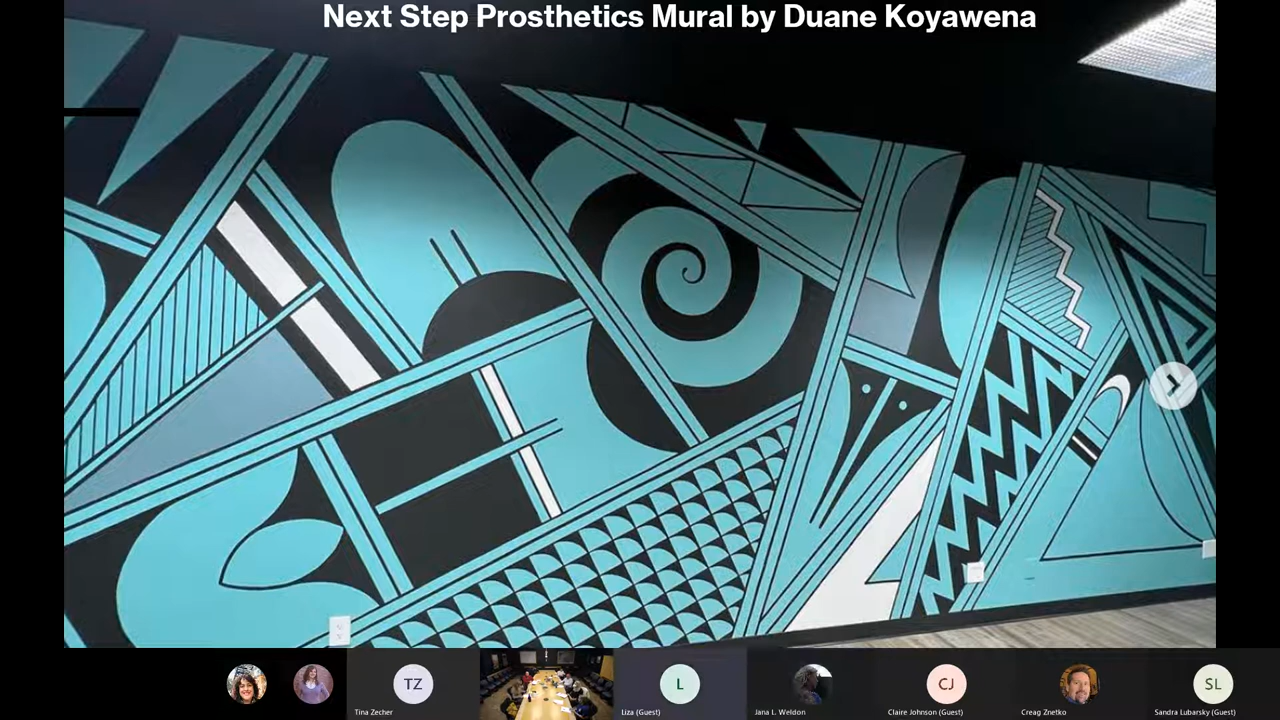 Next Step Prosthetics Mural by Duane Koyawena
TZ
L
CJ
SL
Tina Zecher
Liza (Guest)
Jana L. Weldon
Claire Johnson (Guest)
Creag Znetko
Sandra Lubarsky (Guest)